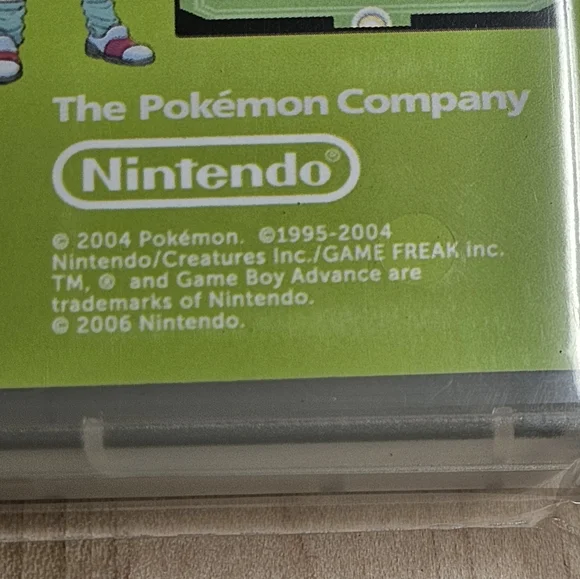 The Pokémon Company
Nintendo®
© 2004 Pokémon. ©1995-2004
Nintendo/Creatures Inc./GAME FREAK inc.
TM, ® and Game Boy Advance are
trademarks of Nintendo.
© 2006 Nintendo.